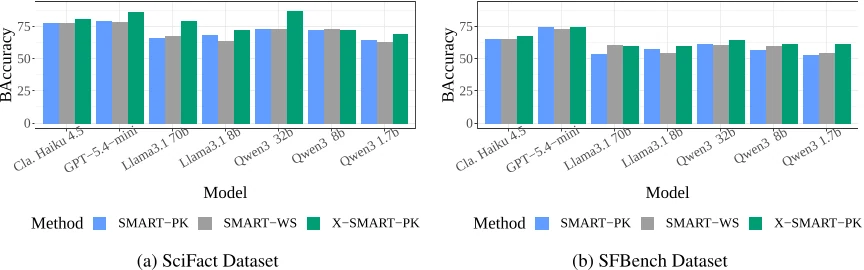 BAccuracy
75
50
25
0
Cla. Haiku 4.5
GPT−5.4−mini
Llama3.1 70b
Llama3.1 8b
Qwen3 32b
Qwen3 8b
Qwen3 1.7b
Model
Method SMART−PK SMART−WS X−SMART−PK
(a) SciFact Dataset
BAccuracy
75
50
25
0
Cla. Haiku 4.5
GPT−5.4−mini
Llama3.1 70b
Llama3.1 8b
Qwen3 32b
Qwen3 8b
Qwen3 1.7b
Model
Method SMART−PK SMART−WS X−SMART−PK
(b) SFBench Dataset